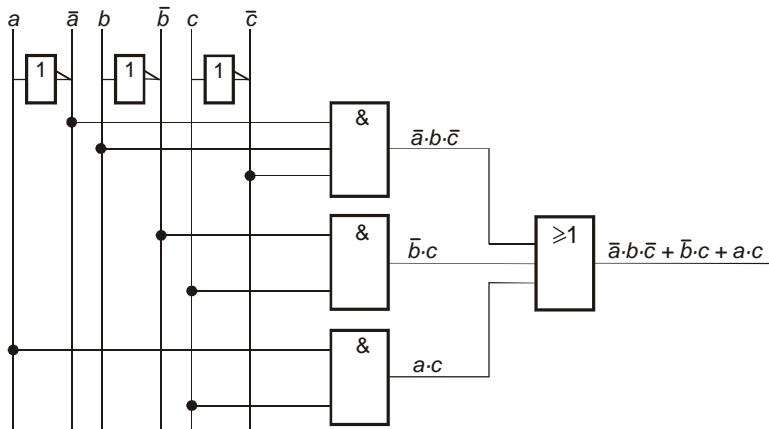 a a̅ b b̅ c c̅
1 1 1
&
a̅·b·c̅
&
b̅·c
≥1
a̅·b·c̅ + b̅·c + a·c
&
a·c